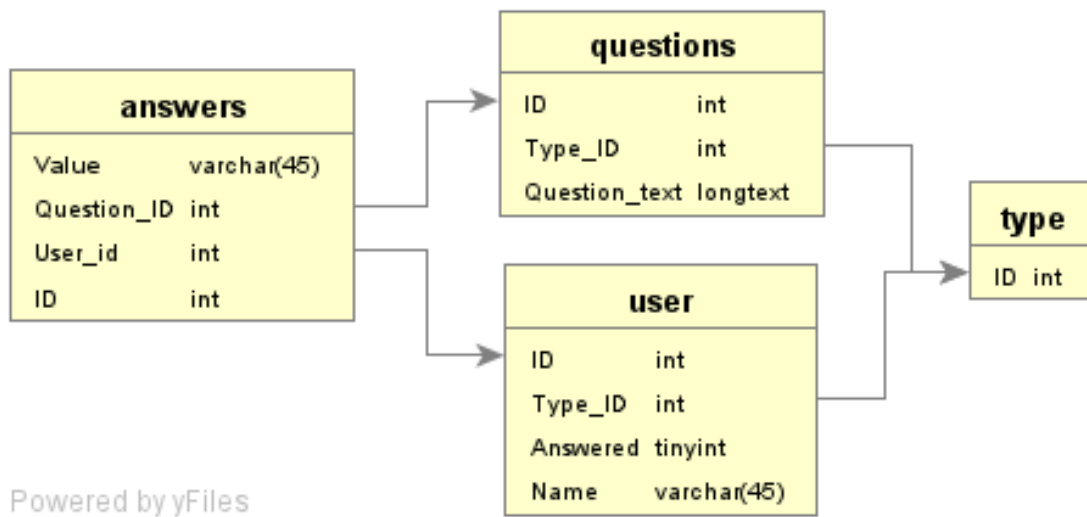 answers
Value varchar(45)
Question_ID int
User_id int
ID int
questions
ID int
Type_ID int
Question_text longtext
user
ID int
Type_ID int
Answered tinyint
Name varchar(45)
type
ID int
Powered by yFiles